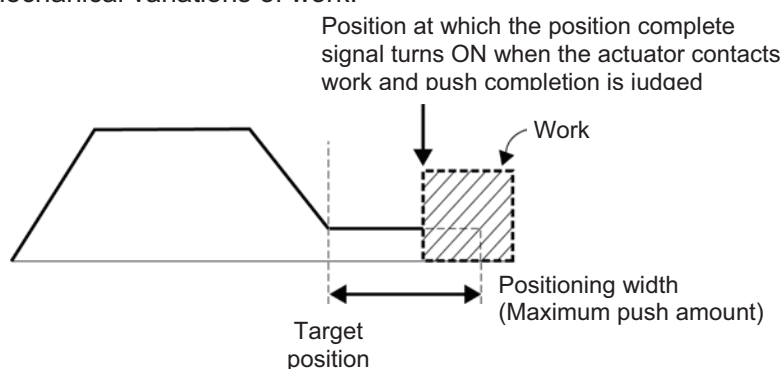 mechanical variations of work.
Position at which the position complete
signal turns ON when the actuator contacts
work and push completion is judged
Work
Positioning width
(Maximum push amount)
Target
position